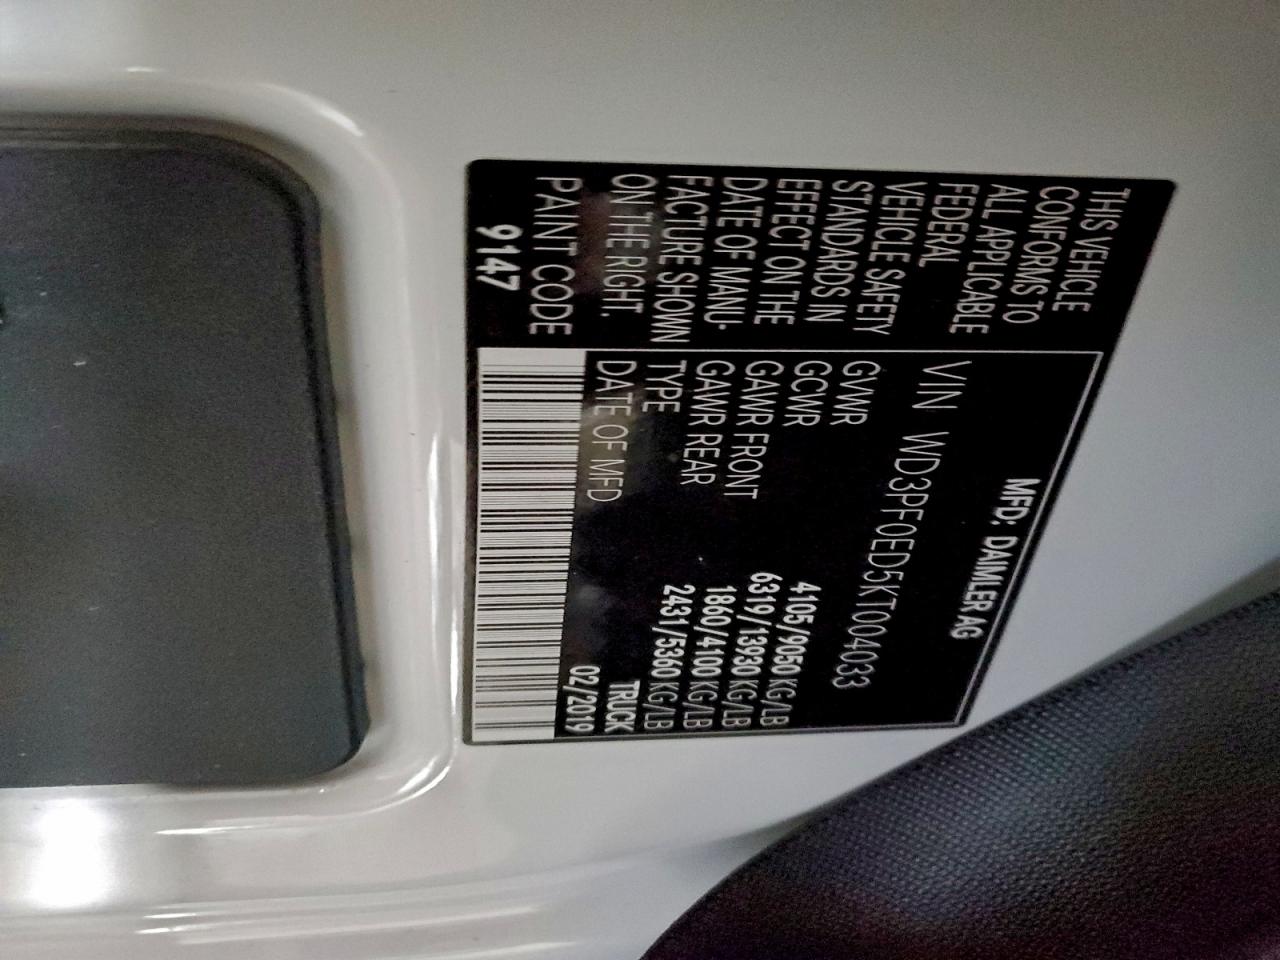 THIS VEHICLE
CONFORMS TO
ALL APPLICABLE
FEDERAL
VEHICLE SAFETY
STANDARDS IN
EFFECT ON THE
DATE OF MANU-
FACTURE SHOWN
ON THE RIGHT.
PAINT CODE
9147
MFD: DAIMLER AG
VIN WD3PF0ED5KT004033
GVWR 4105/9050 KG/LB
GCWR 6319/13930 KG/LB
GAWR FRONT 1860/4100 KG/LB
GAWR REAR 2431/5360 KG/LB
TYPE TRUCK
DATE OF MFD 02/2019